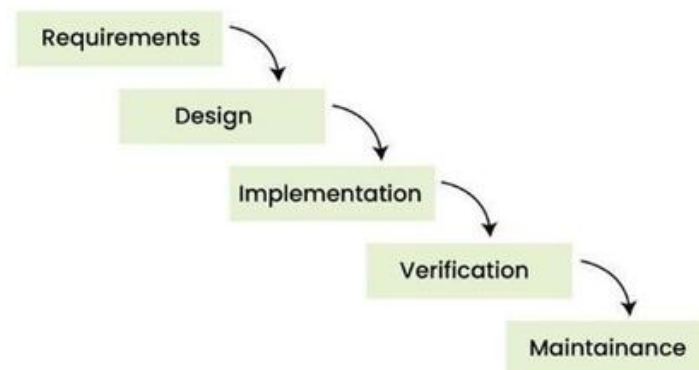 Requirements
Design
Implementation
Verification
Maintainance